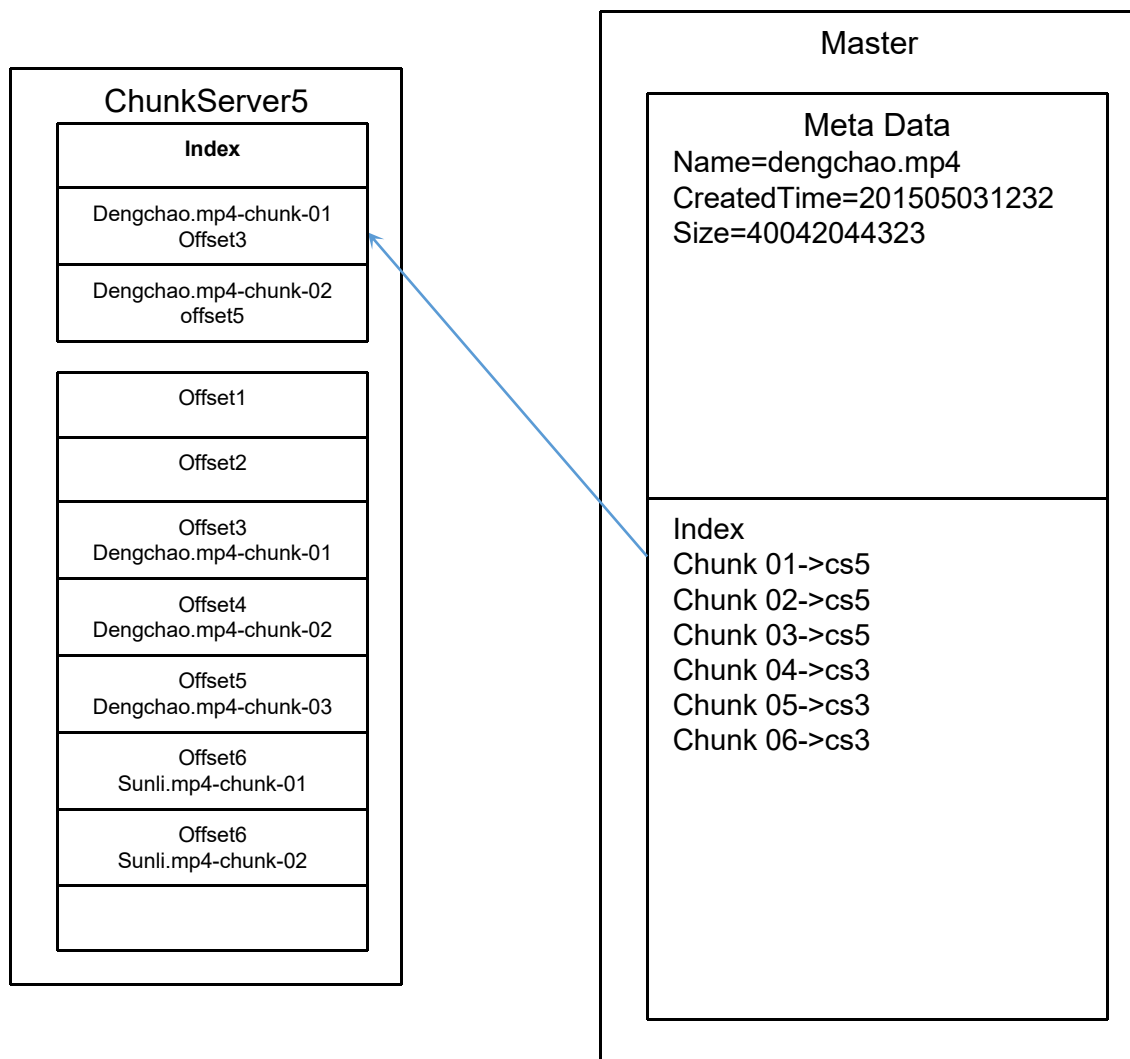 ChunkServer5
Index
Dengchao.mp4-chunk-01
Offset3
Dengchao.mp4-chunk-02
offset5
Offset1
Offset2
Offset3
Dengchao.mp4-chunk-01
Offset4
Dengchao.mp4-chunk-02
Offset5
Dengchao.mp4-chunk-03
Offset6
Sunli.mp4-chunk-01
Offset6
Sunli.mp4-chunk-02
Master
Meta Data
Name=dengchao.mp4
CreatedTime=201505031232
Size=40042044323
Index
Chunk 01->cs5
Chunk 02->cs5
Chunk 03->cs5
Chunk 04->cs3
Chunk 05->cs3
Chunk 06->cs3